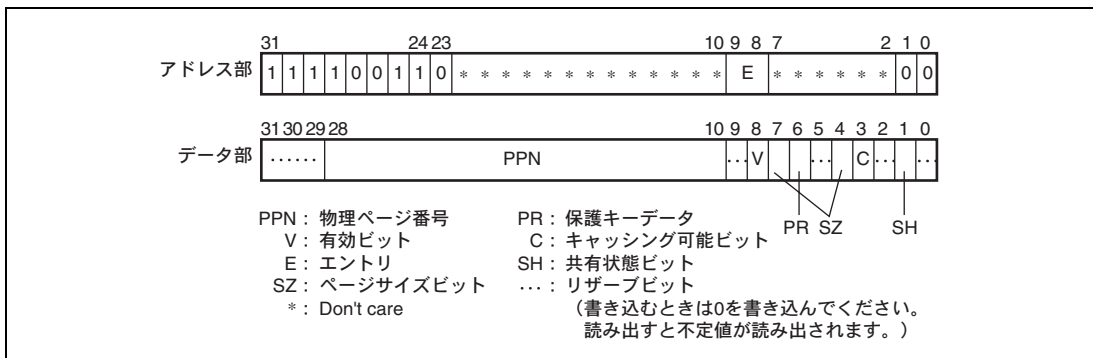 31 24 23 10 9 8 7 2 1 0
アドレス部 1 1 1 1 0 0 1 1 0 * * * * * * * * * * * * * E * * * * * * 0 0
31 30 29 28 10 9 8 7 6 5 4 3 2 1 0
データ部 ······ PPN ··· V ··· C ··· ···
PR SZ SH
PPN : 物理ページ番号 PR : 保護キーデータ
V : 有効ビット C : キャッシング可能ビット
E : エントリ SH : 共有状態ビット
SZ : ページサイズビット ··· : リザーブビット
* : Don't care (書き込むときは0を書き込んでください。
読み出すと不定値が読み出されます。)